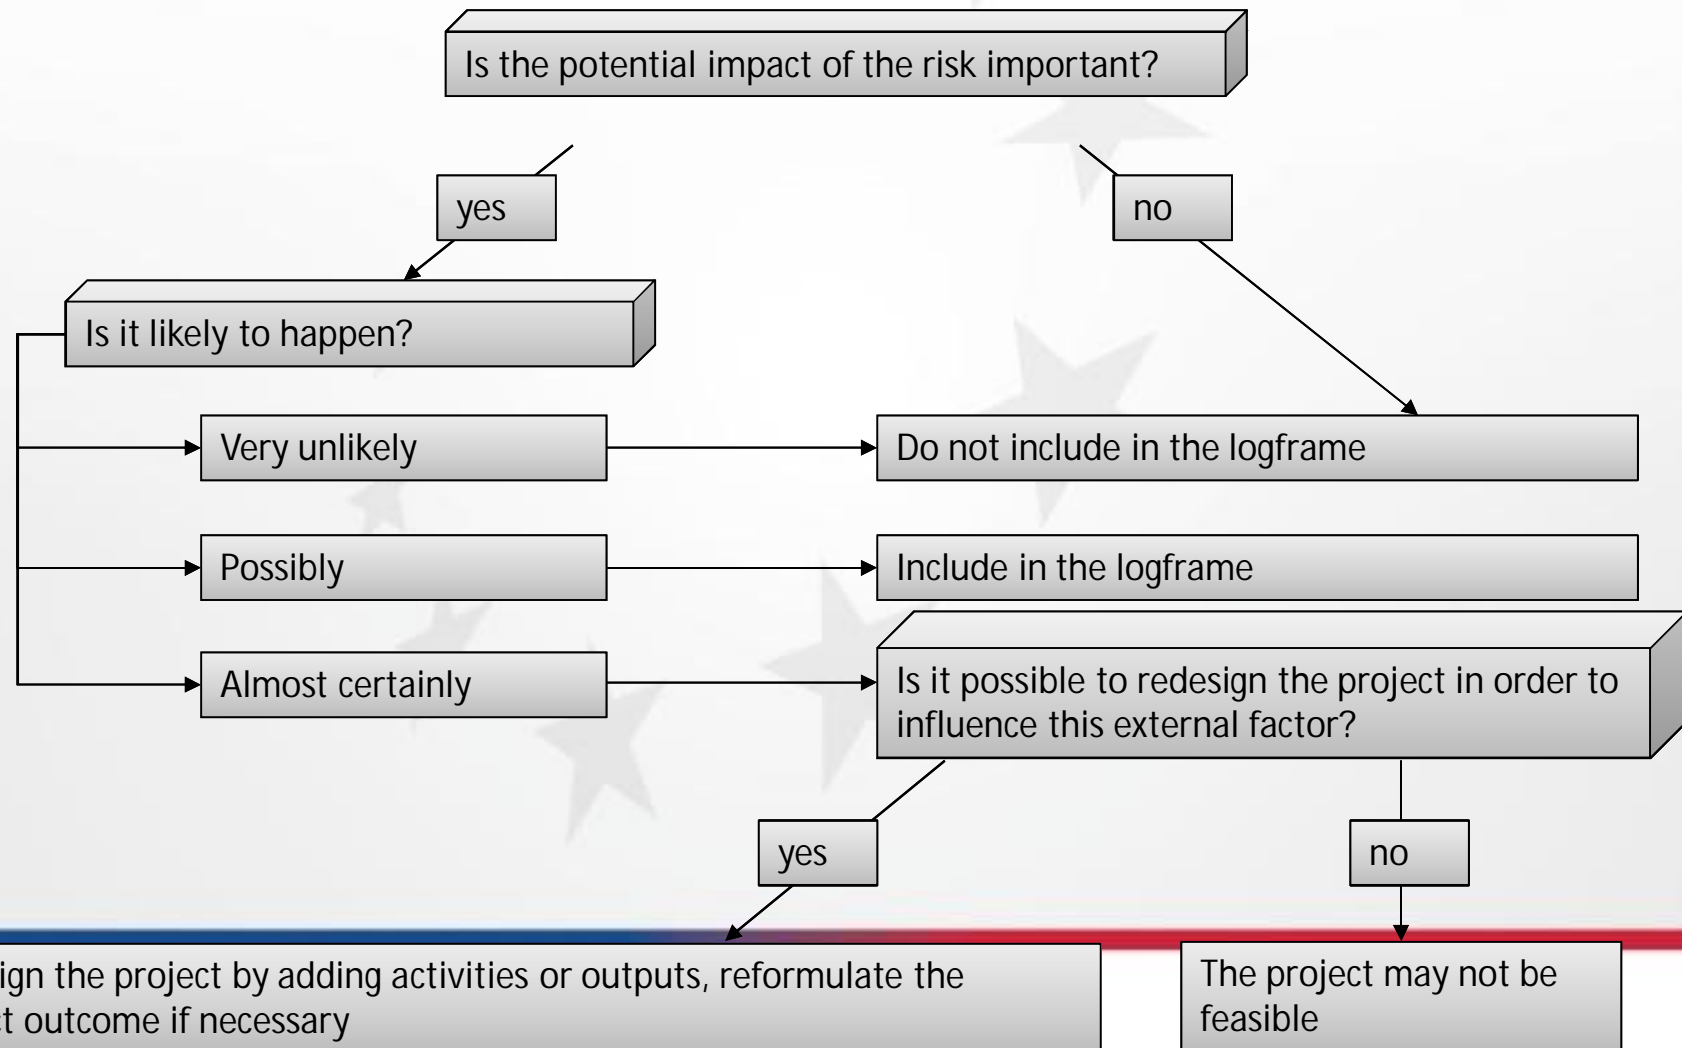 Is the potential impact of the risk important?
yes
no
Is it likely to happen?
Very unlikely
Do not include in the logframe
Possibly
Include in the logframe
Almost certainly
Is it possible to redesign the project in order to
influence this external factor?
yes
no
ign the project by adding activities or outputs, reformulate the
ct outcome if necessary
The project may not be
feasible